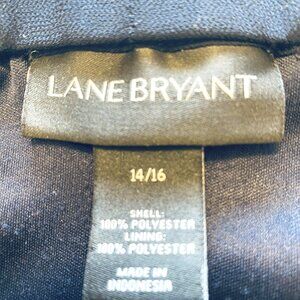 LANE BRYANT
14/16
SHELL:
100% POLYESTER
LINING:
100% POLYESTER
MADE IN
INDONESIA